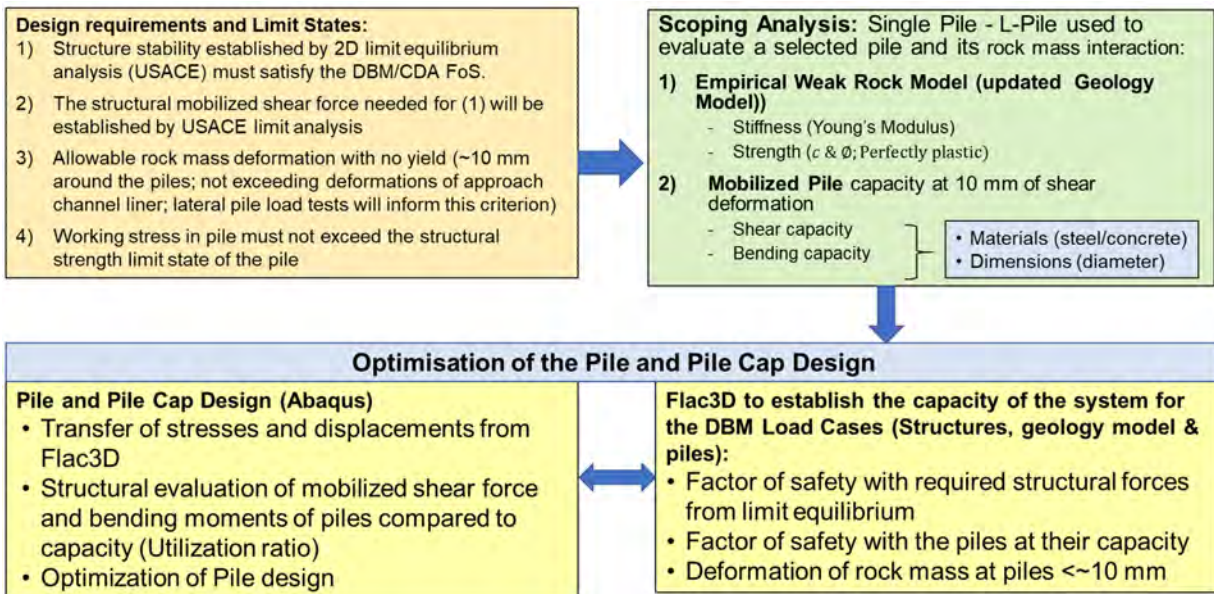 Design requirements and Limit States:
1) Structure stability established by 2D limit equilibrium
analysis (USACE) must satisfy the DBM/CDA FoS.
2) The structural mobilized shear force needed for (1) will be
established by USACE limit analysis
3) Allowable rock mass deformation with no yield (~10 mm
around the piles; not exceeding deformations of approach
channel liner; lateral pile load tests will inform this criterion)
4) Working stress in pile must not exceed the structural
strength limit state of the pile
Scoping Analysis: Single Pile - L-Pile used to
evaluate a selected pile and its rock mass interaction:
1) Empirical Weak Rock Model (updated Geology
Model))
- Stiffness (Young's Modulus)
- Strength (c & Ø; Perfectly plastic)
2) Mobilized Pile capacity at 10 mm of shear
deformation
- Shear capacity
- Bending capacity
• Materials (steel/concrete)
• Dimensions (diameter)
Optimisation of the Pile and Pile Cap Design
Pile and Pile Cap Design (Abaqus)
• Transfer of stresses and displacements from
Flac3D
• Structural evaluation of mobilized shear force
and bending moments of piles compared to
capacity (Utilization ratio)
• Optimization of Pile design
Flac3D to establish the capacity of the system for
the DBM Load Cases (Structures, geology model &
piles):
• Factor of safety with required structural forces
from limit equilibrium
• Factor of safety with the piles at their capacity
• Deformation of rock mass at piles <~10 mm